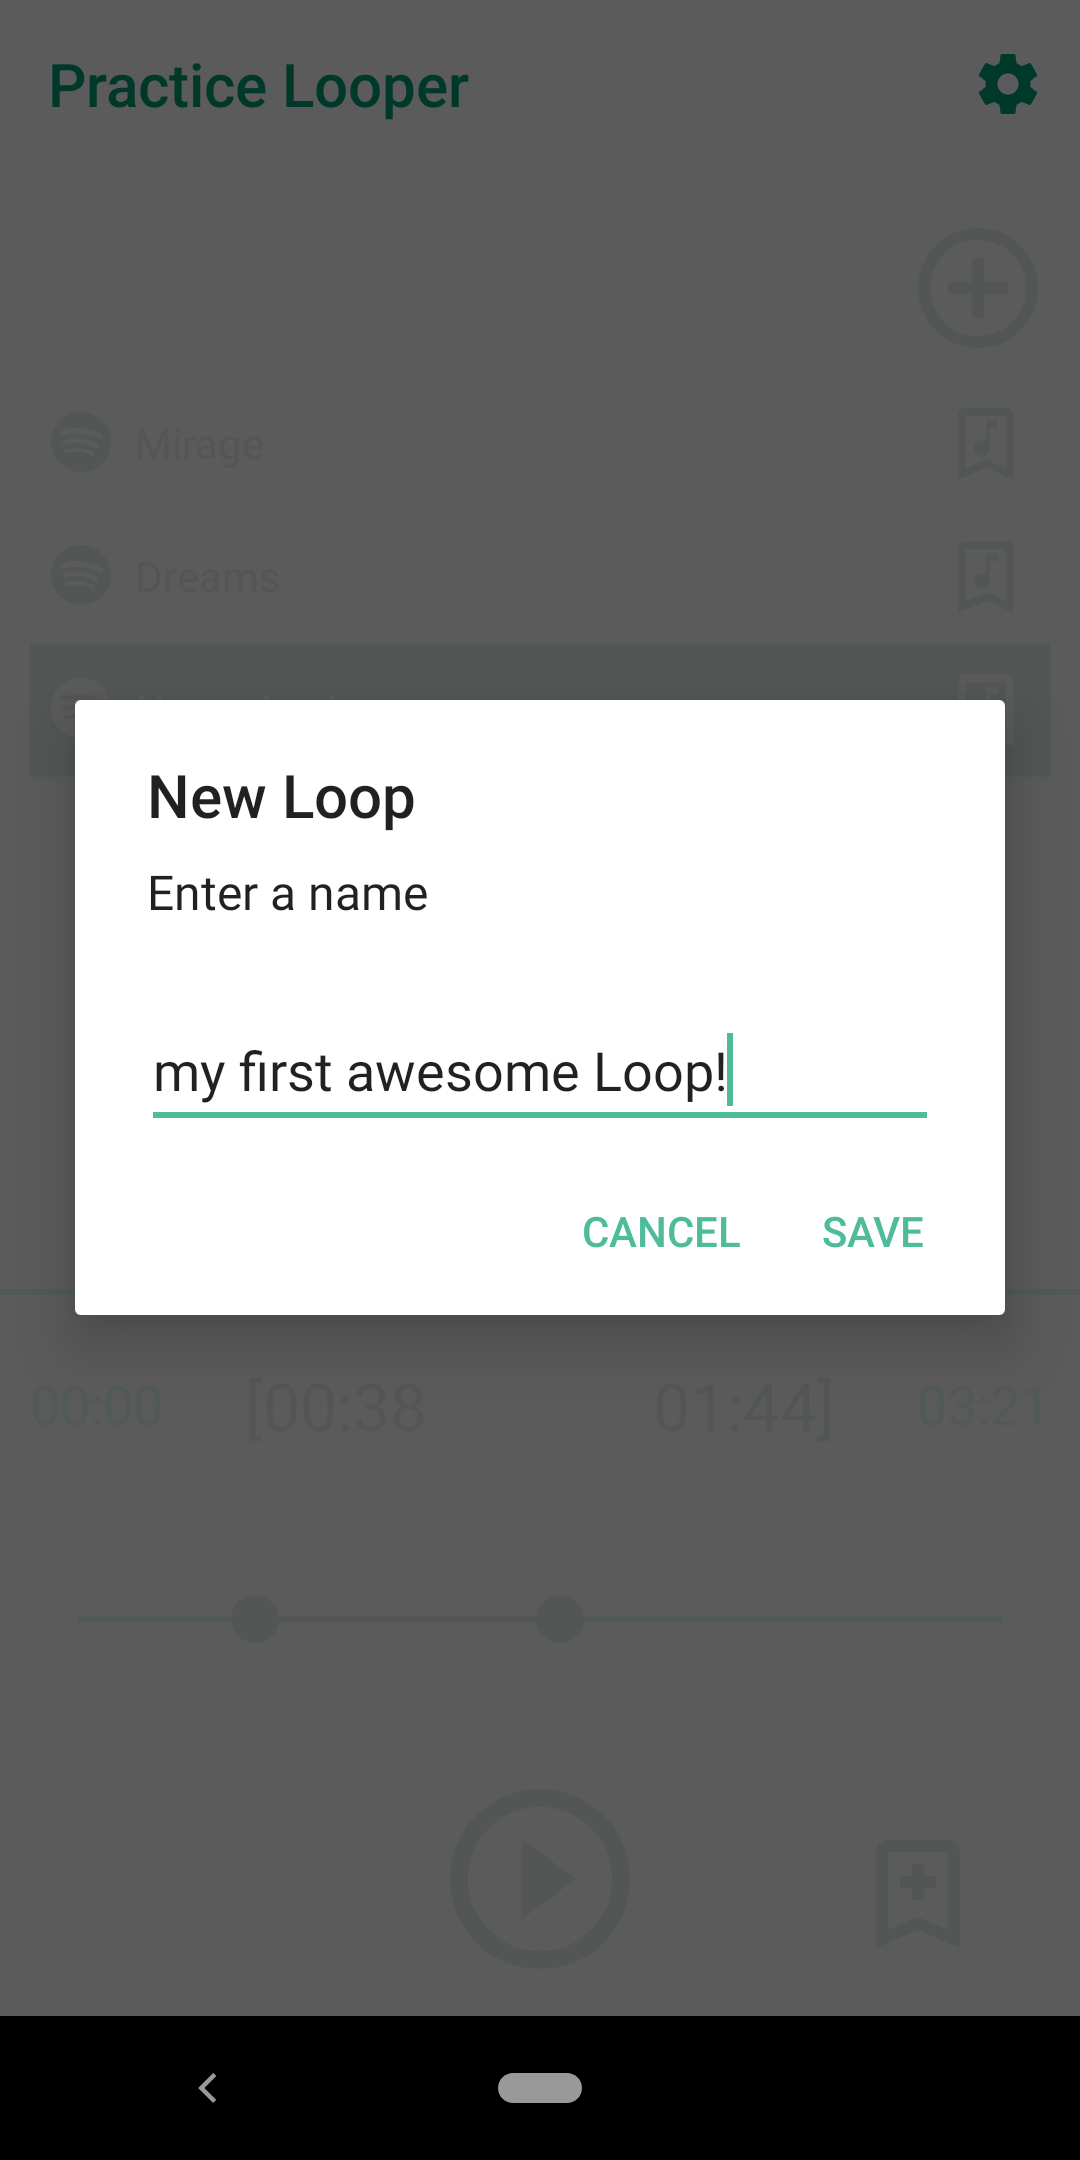 Practice Looper
Mirage
Dreams
New Loop
Enter a name
my first awesome Loop!
CANCEL SAVE
00:00 [00:38 01:44] 03:21